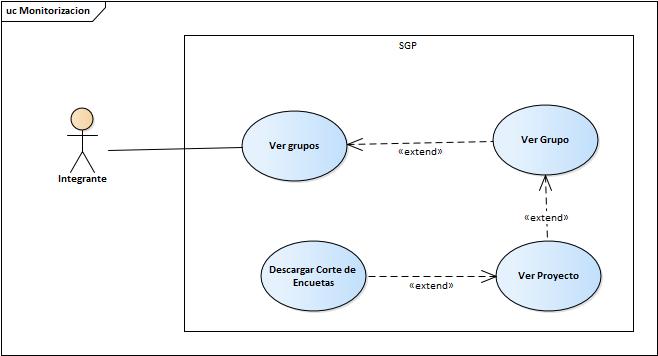 uc Monitorizacion
SGP
Ver grupos
«extend»
Ver Grupo
Integrante
«extend»
Descargar Corte de
Encuetas
«extend»
Ver Proyecto